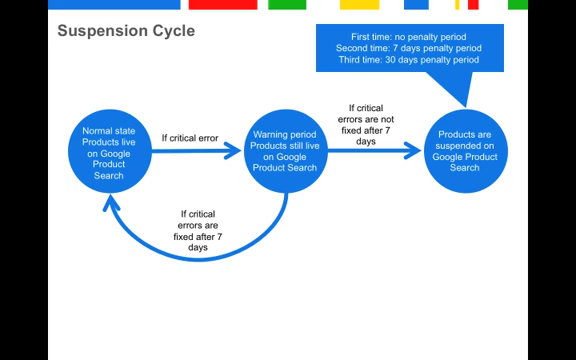 Suspension Cycle
First time: no penalty period
Second time: 7 days penalty period
Third time: 30 days penalty period
Normal state
Products live
on Google
Product
Search
If critical error
Warning period
Products still live
on Google
Product Search
If critical
errors are not
fixed after 7
days
Products are
suspended on
Google Product
Search
If critical
errors are
fixed after 7
days